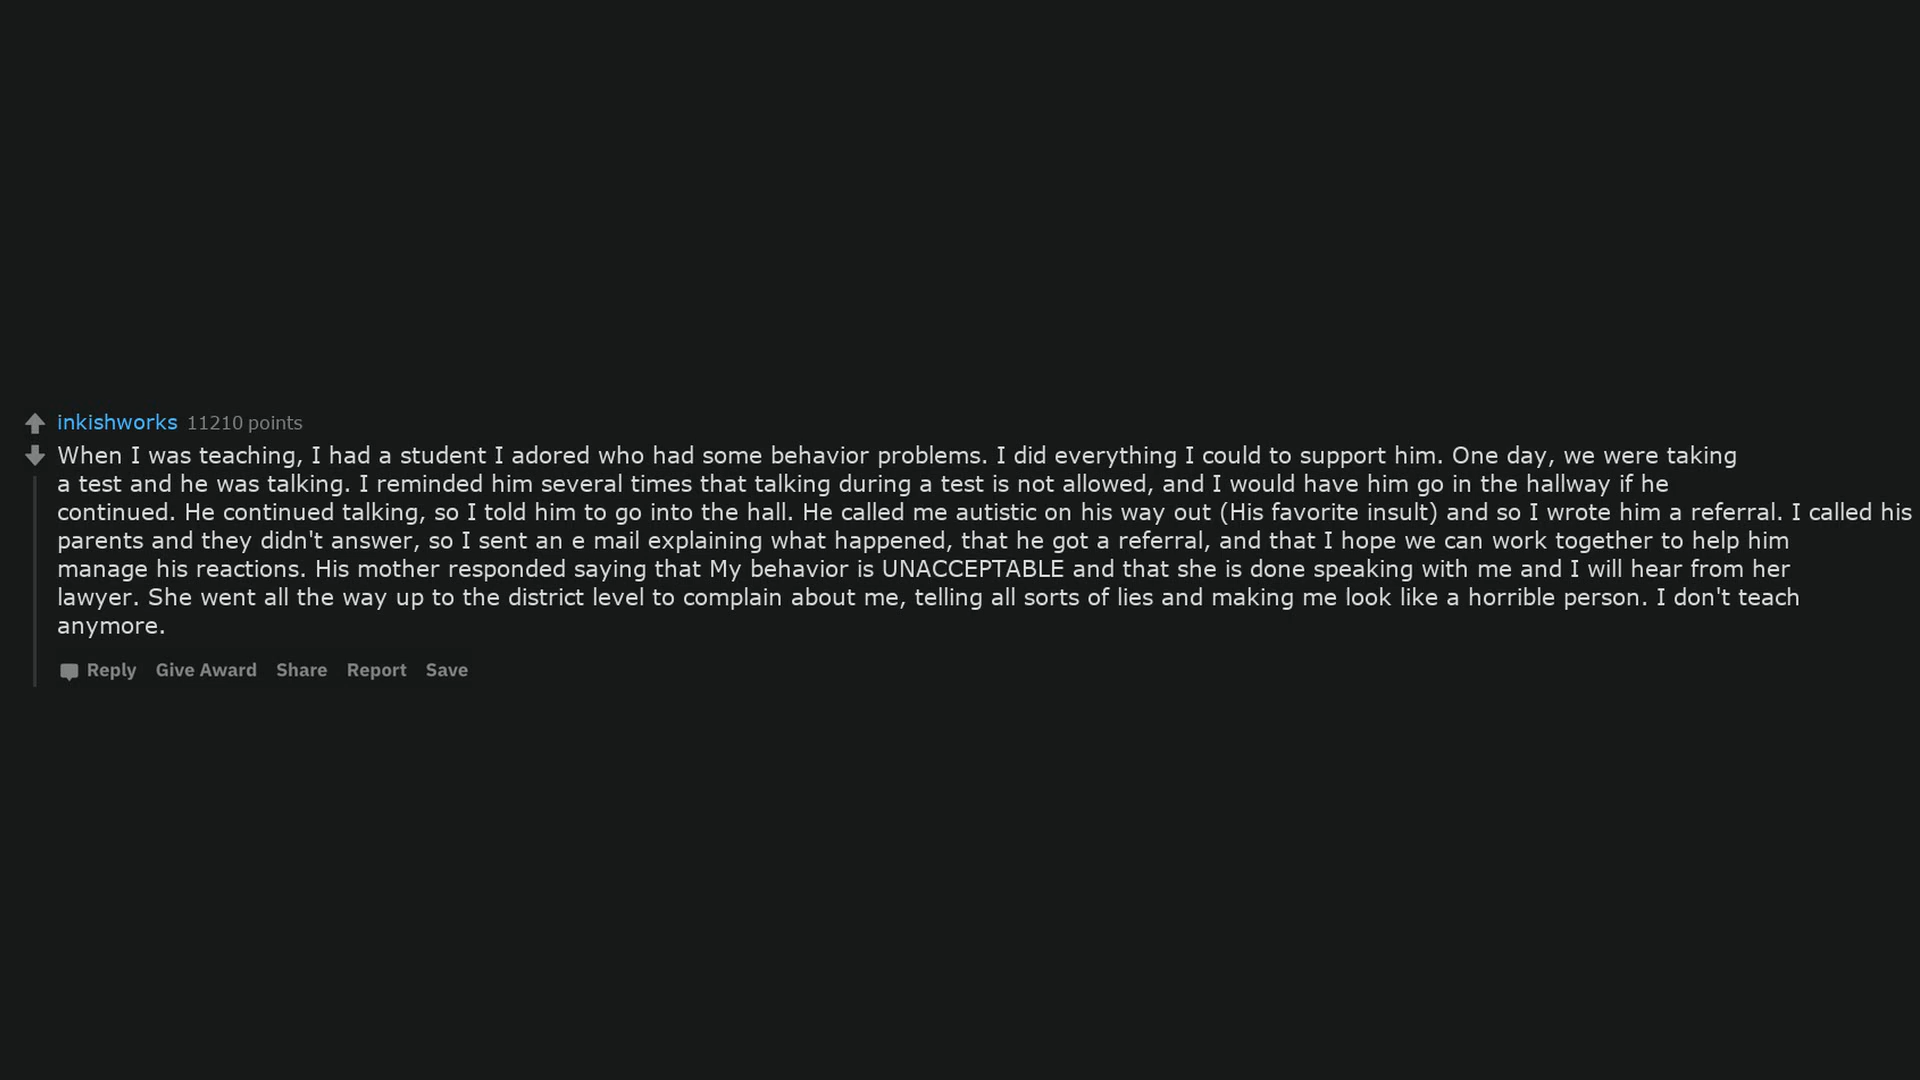 inkishworks 11210 points
When I was teaching, I had a student I adored who had some behavior problems. I did everything I could to support him. One day, we were taking
a test and he was talking. I reminded him several times that talking during a test is not allowed, and I would have him go in the hallway if he
continued. He continued talking, so I told him to go into the hall. He called me autistic on his way out (His favorite insult) and so I wrote him a referral. I called his
parents and they didn't answer, so I sent an e mail explaining what happened, that he got a referral, and that I hope we can work together to help him
manage his reactions. His mother responded saying that My behavior is UNACCEPTABLE and that she is done speaking with me and I will hear from her
lawyer. She went all the way up to the district level to complain about me, telling all sorts of lies and making me look like a horrible person. I don't teach
anymore.
Reply Give Award Share Report Save